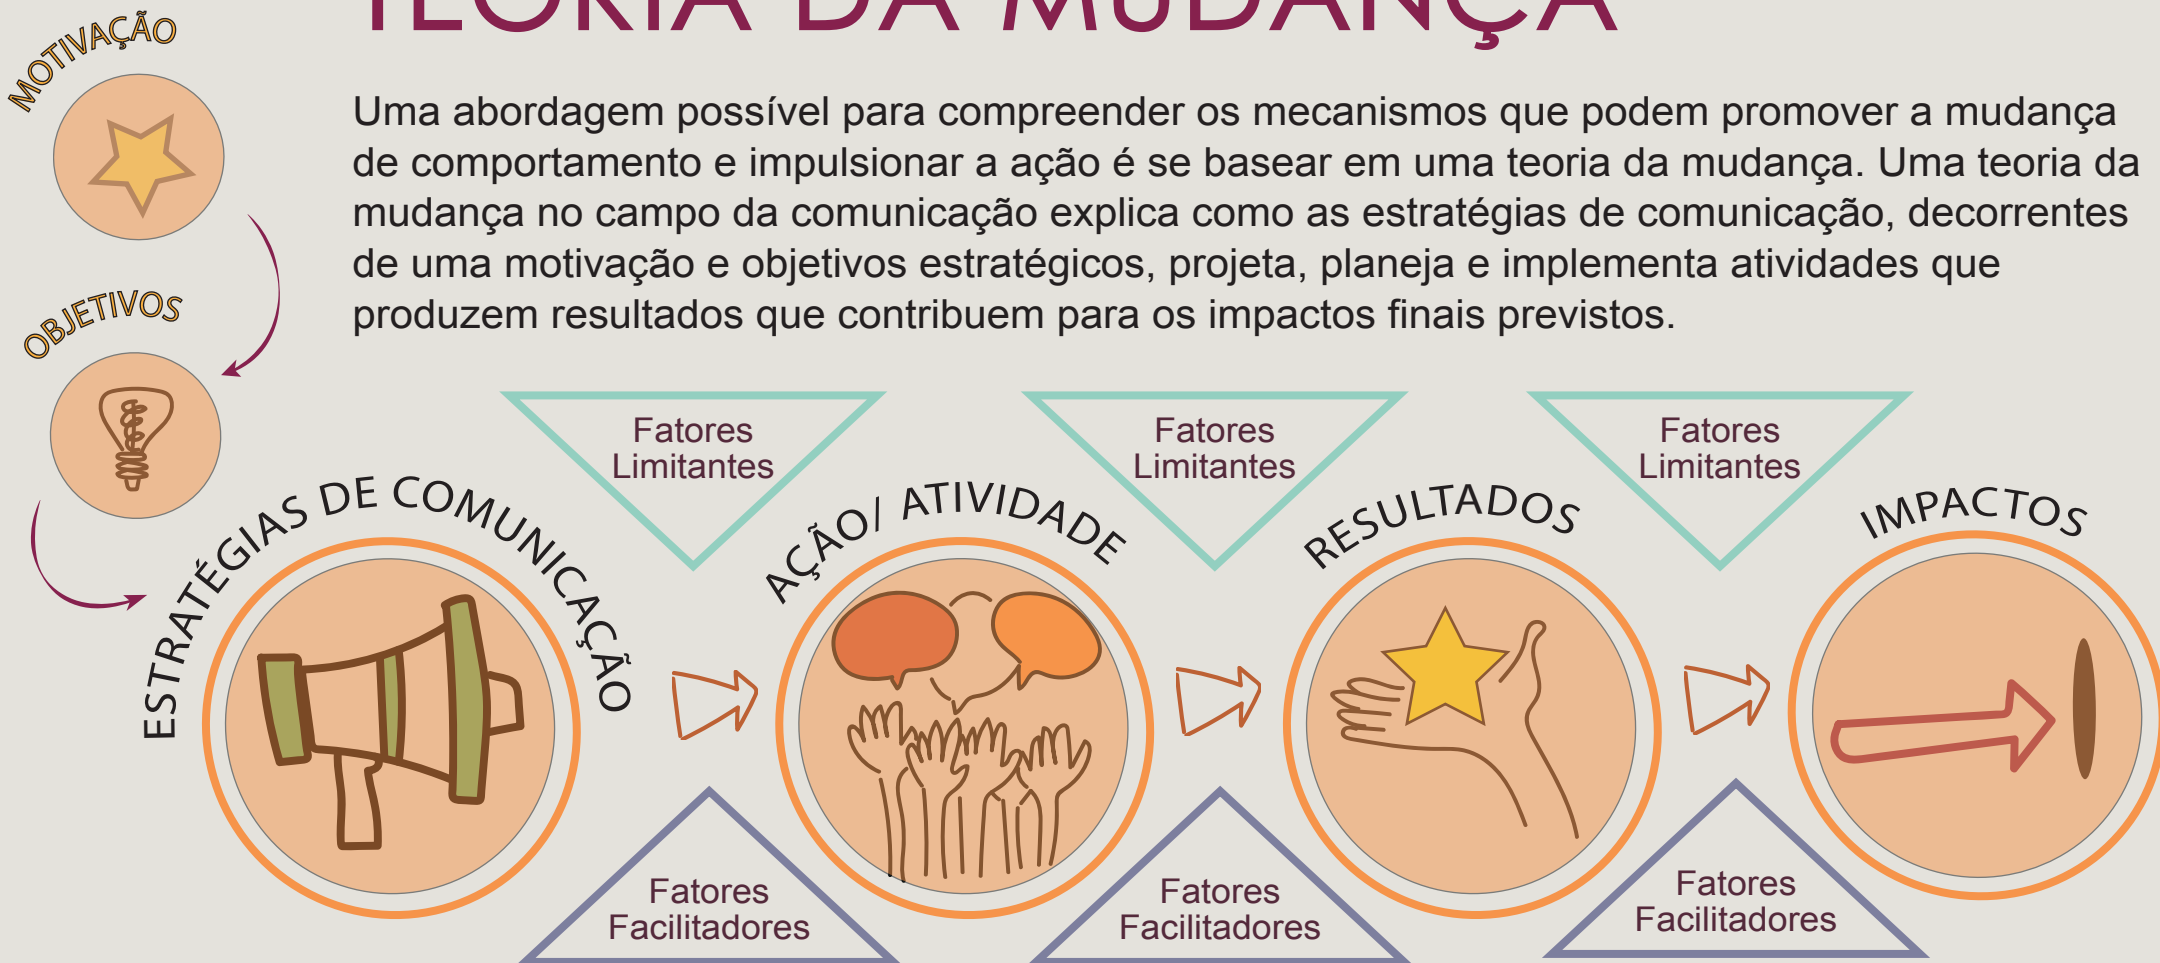 TEORIA DA MUDANÇA
MOTIVAÇÃO
Uma abordagem possível para compreender os mecanismos que podem promover a mudança
de comportamento e impulsionar a ação é se basear em uma teoria da mudança. Uma teoria da
mudança no campo da comunicação explica como as estratégias de comunicação, decorrentes
de uma motivação e objetivos estratégicos, projeta, planeja e implementa atividades que
produzem resultados que contribuem para os impactos finais previstos.
OBJETIVOS
Fatores
Limitantes
Fatores
Limitantes
Fatores
Limitantes
ESTRATÉGIAS DE COMUNICAÇÃO
AÇÃO/ ATIVIDADE
RESULTADOS
IMPACTOS
Fatores
Facilitadores
Fatores
Facilitadores
Fatores
Facilitadores